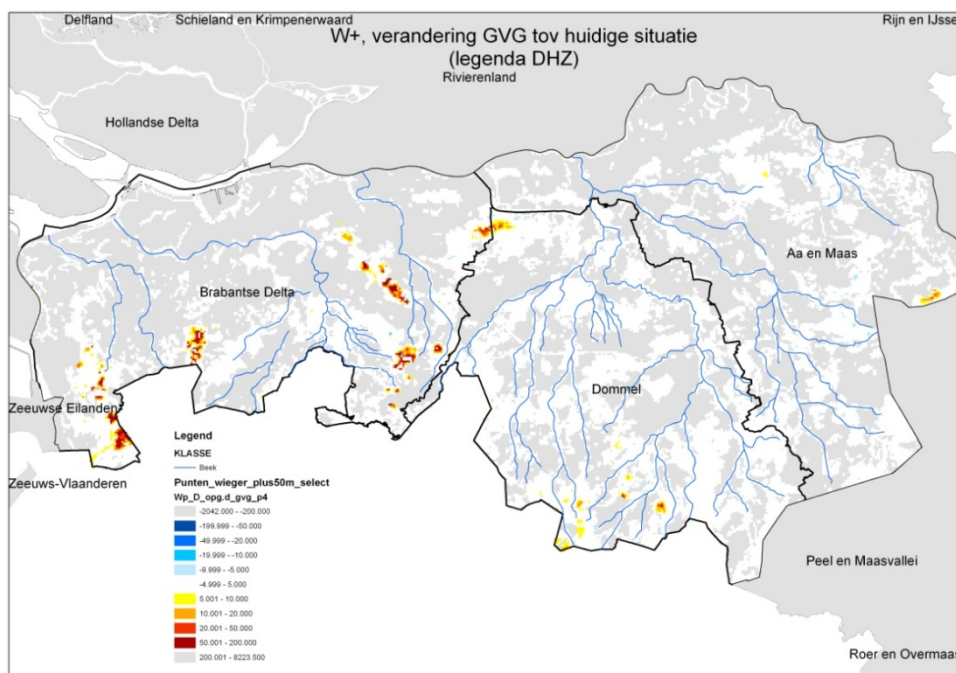 Delfland
Schieland en Krimpenerwaard
Rijn en IJsse
W+, verandering GVG tov huidige situatie
(legenda DHZ)
Rivierenland
Hollandse Delta
Aa en Maas
Brabantse Delta
Dommel
Zeeuwse Eilanden
Zeeuws-Vlaanderen
Peel en Maasvallei
Roer en Overmaas
Legend
KLASSE
Beek
Punten_wieger_plus50m_select
Wp_D_opg.d_gvg_p4
-2042.000 - -200.000
-199.999 - -50.000
-49.999 - -20.000
-19.999 - -10.000
-9.999 - -5.000
-4.999 - 5.000
5.001 - 10.000
10.001 - 20.000
20.001 - 50.000
50.001 - 200.000
200.001 - 8223.500